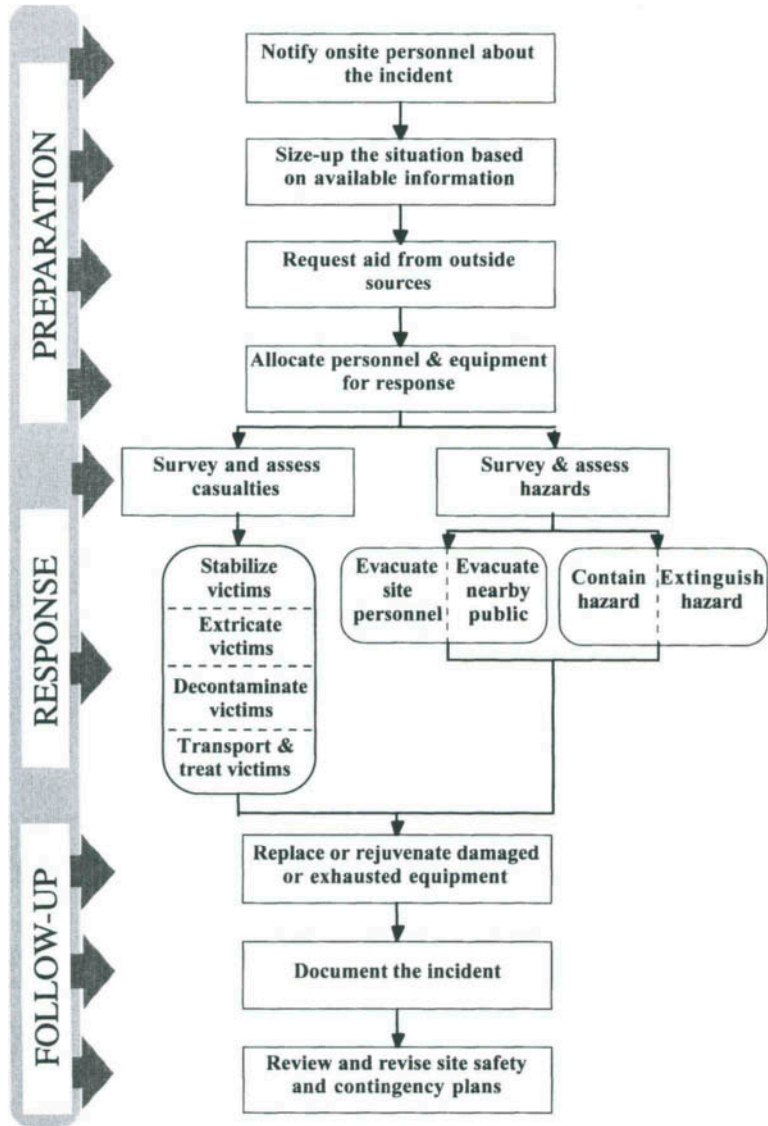 PREPARATION
Notify onsite personnel about
the incident
Size-up the situation based
on available information
Request aid from outside
sources
Allocate personnel & equipment
for response
RESPONSE
Survey and assess
casualties
Survey & assess
hazards
Stabilize
victims
Extricate
victims
Decontaminate
victims
Transport &
treat victims
Evacuate
site
personnel
Evacuate
nearby
public
Contain
hazard
Extinguish
hazard
FOLLOW-UP
Replace or rejuvenate damaged
or exhausted equipment
Document the incident
Review and revise site safety
and contingency plans